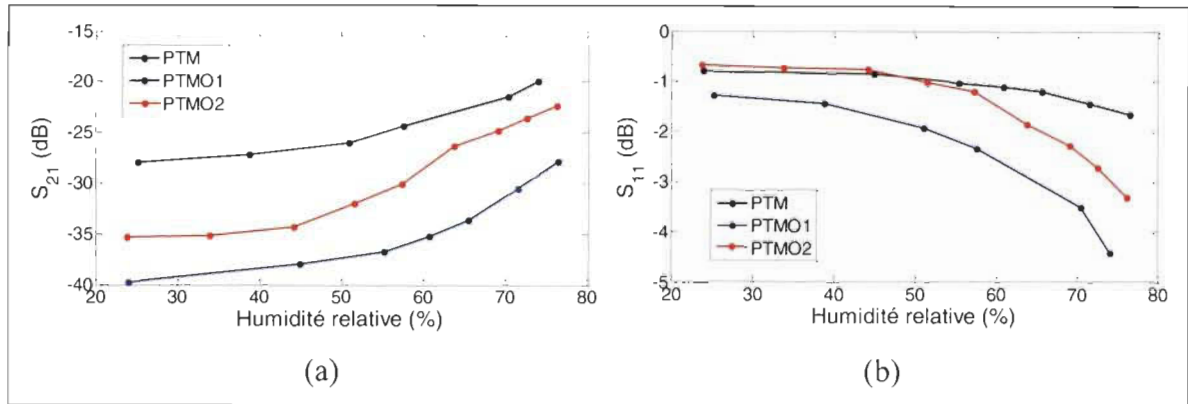 -15
-20
-25
-30
-35
-40
S21 (dB)
PTM
PTMO1
PTMO2
20 30 40 50 60 70 80
Humidité relative (%)
(a)
0
-1
-2
-3
-4
-5
S11 (dB)
PTM
PTMO1
PTMO2
20 30 40 50 60 70 80
Humidité relative (%)
(b)